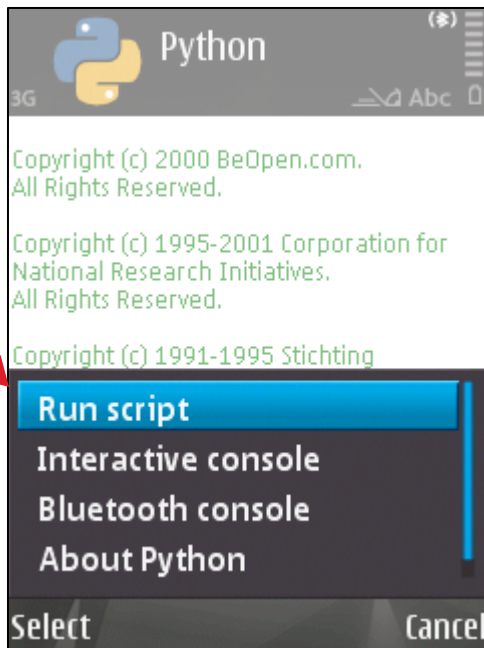 Python
3G
Abc
Copyright (c) 2000 BeOpen.com.
All Rights Reserved.
Copyright (c) 1995-2001 Corporation for
National Research Initiatives.
All Rights Reserved.
Copyright (c) 1991-1995 Stichting
Run script
Interactive console
Bluetooth console
About Python
Select
Cancel